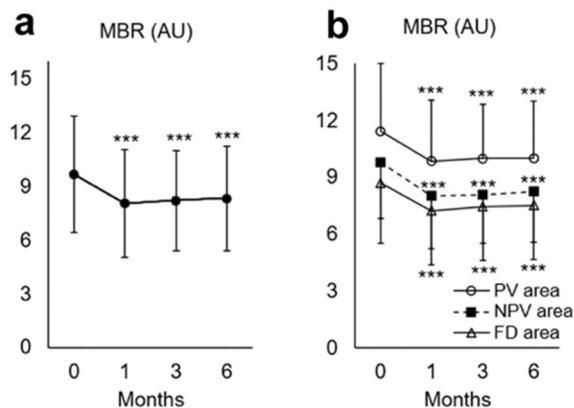 a
MBR (AU)
15
12
9
6
3
0
*** *** ***
0 1 3 6
Months
b
MBR (AU)
15
12
9
6
3
0
*** *** ***
*** *** ***
*** *** ***
PV area
NPV area
FD area
0 1 3 6
Months